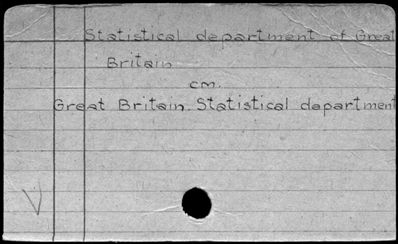 Statistical department of Great
Britain
cm.
Great Britain. Statistical department